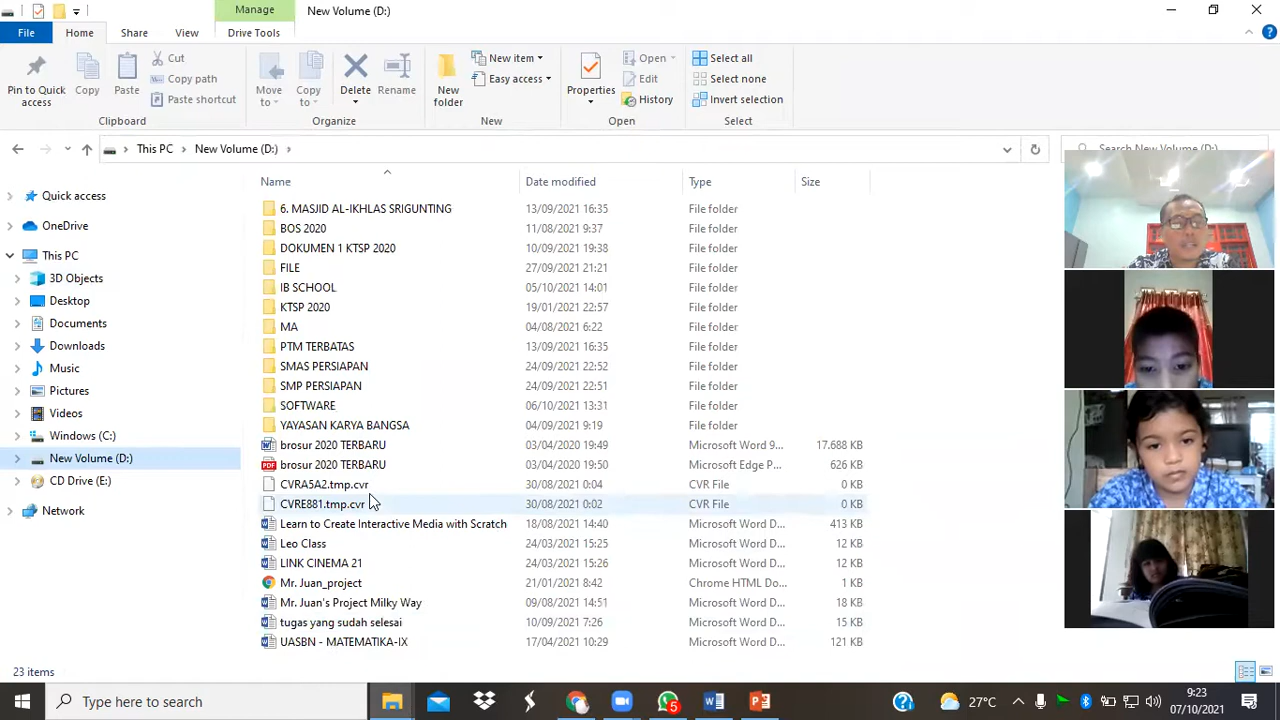 Manage
New Volume (D:)
File
Home
Share
View
Drive Tools
Pin to Quick access
Copy
Paste
Cut
Copy path
Paste shortcut
Clipboard
Move to
Copy to
Delete
Rename
Organize
New folder
New item
Easy access
New
Properties
Open
Edit
History
Open
Select all
Select none
Invert selection
Select
This PC > New Volume (D:) >
Search New Volume (D:)
Name Date modified Type Size
Quick access
OneDrive
This PC
3D Objects
Desktop
Documents
Downloads
Music
Pictures
Videos
Windows (C:)
New Volume (D:)
CD Drive (E:)
Network
6. MASJID AL-IKHLAS SRIGUNTING 13/09/2021 16:35 File folder
BOS 2020 11/08/2021 9:37 File folder
DOKUMEN 1 KTSP 2020 10/09/2021 19:38 File folder
FILE 27/09/2021 21:21 File folder
IB SCHOOL 05/10/2021 14:01 File folder
KTSP 2020 19/01/2021 22:57 File folder
MA 04/08/2021 6:22 File folder
PTM TERBATAS 13/09/2021 16:35 File folder
SMAS PERSIAPAN 24/09/2021 22:52 File folder
SMP PERSIAPAN 24/09/2021 22:51 File folder
SOFTWARE 06/10/2021 13:31 File folder
YAYASAN KARYA BANGSA 04/09/2021 9:19 File folder
brosur 2020 TERBARU 03/04/2020 19:49 Microsoft Word 9... 17.688 KB
brosur 2020 TERBARU 03/04/2020 19:50 Microsoft Edge P... 626 KB
CVRA5A2.tmp.cvr 30/08/2021 0:04 CVR File 0 KB
CVRE881.tmp.cvr 30/08/2021 0:02 CVR File 0 KB
Learn to Create Interactive Media with Scratch 18/08/2021 14:40 Microsoft Word D... 413 KB
Leo Class 24/03/2021 15:25 Microsoft Word D... 12 KB
LINK CINEMA 21 24/03/2021 15:26 Microsoft Word D... 12 KB
Mr. Juan_project 21/01/2021 8:42 Chrome HTML Do... 1 KB
Mr. Juan's Project Milky Way 09/08/2021 14:51 Microsoft Word D... 18 KB
tugas yang sudah selesai 10/09/2021 7:26 Microsoft Word D... 15 KB
UASBN - MATEMATIKA-IX 17/04/2021 10:29 Microsoft Word D... 121 KB
23 items
Type here to search
5
27°C
9:23
07/10/2021